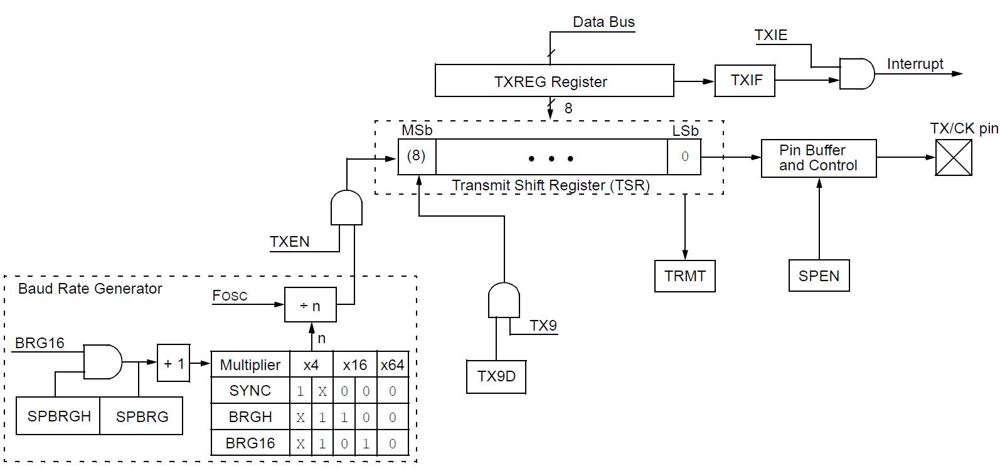 Data Bus
TXIE
TXREG Register
TXIF
Interrupt
8
MSb
LSb
TX/CK pin
(8)
• • •
0
Pin Buffer
and Control
Transmit Shift Register (TSR)
TXEN
TRMT
SPEN
Baud Rate Generator
FOSC
÷ n
TX9
n
BRG16
+ 1
Multiplier x4 x16 x64
SYNC 1 X 0 0 0
BRGH X 1 1 0 0
BRG16 X 1 0 1 0
TX9D
SPBRGH
SPBRG